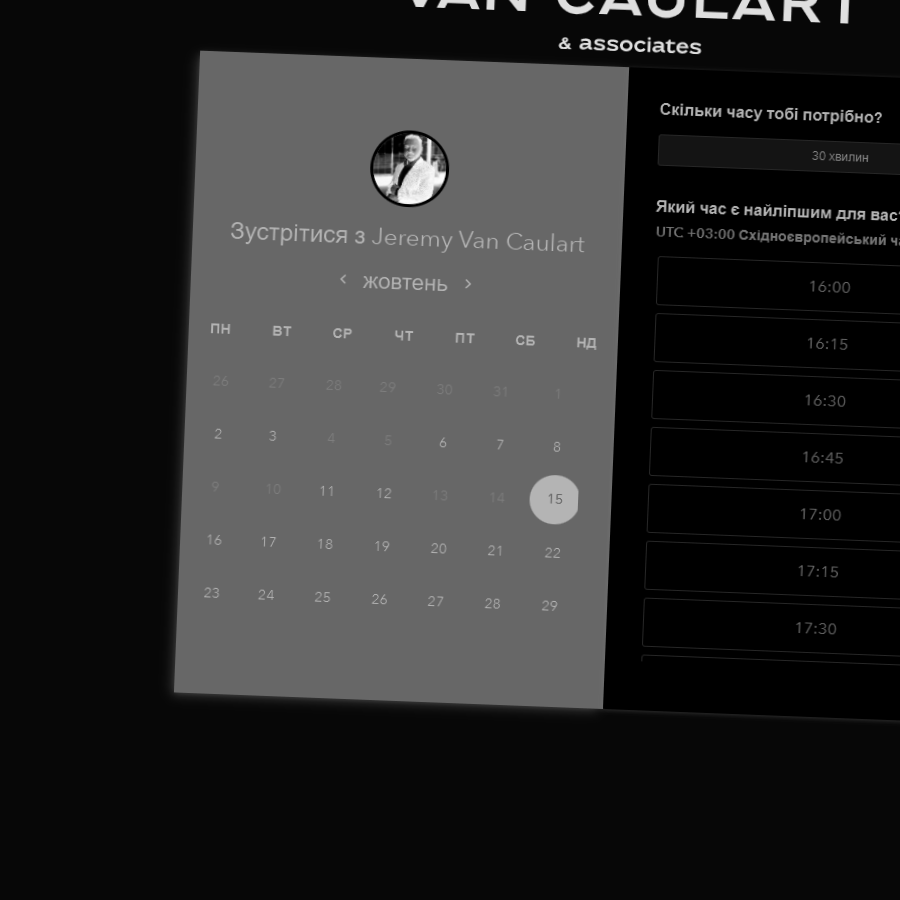 VAN CAULART
& associates
Зустрітися з Jeremy Van Caulart
жовтень
ПН ВТ СР ЧТ ПТ СБ НД
26 27 28 29 30 31 1
2 3 4 5 6 7 8
9 10 11 12 13 14 15
16 17 18 19 20 21 22
23 24 25 26 27 28 29
Скільки часу тобі потрібно?
30 хвилин
Який час є найліпшим для вас?
UTC +03:00 Східноєвропейський
16:00
16:15
16:30
16:45
17:00
17:15
17:30